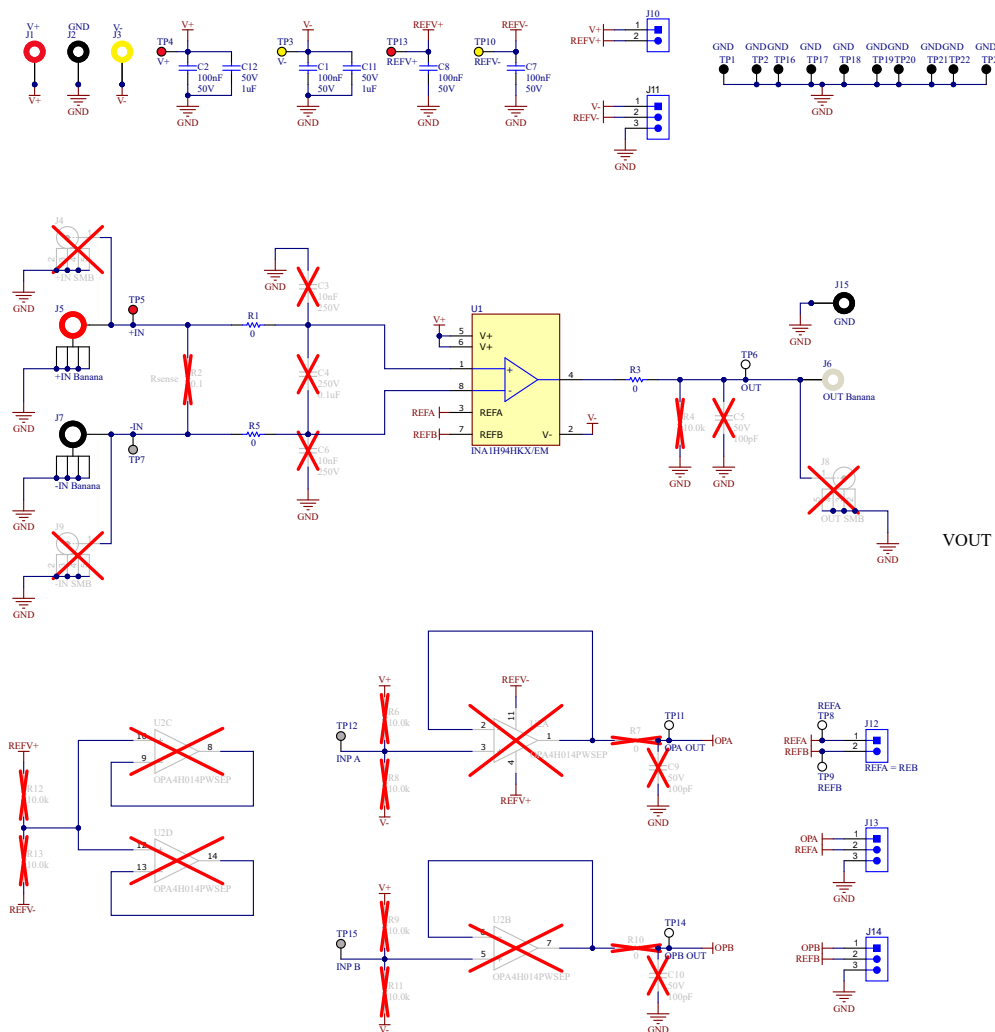 V+
J1
V+
GND
J2
GND
V-
J3
V-
V+
TP4
V+
C2
100nF
50V
C12
50V
1uF
GND
V-
TP3
V-
C1
100nF
50V
C11
50V
1uF
GND
REFV+
TP13
REFV+
C8
100nF
50V
GND
REFV-
TP10
REFV-
C7
100nF
50V
GND
J10
V+ 1
REFV+ 2
J11
V- 1
REFV- 2
3
GND
GND GND GND GND GND GND GND GND GND GND
TP1 TP2 TP16 TP17 TP18 TP19 TP20 TP21 TP22
GND
J4
+IN SMB
GND
J5
+IN Banana
GND
TP5
+IN
R1
0
Rsense
R2
0.1
GND
C3
10nF
250V
C4
250V
0.1uF
C6
10nF
250V
GND
J7
-IN Banana
GND
-IN
TP7
R5
0
J9
-IN SMB
GND
U1
V+
5 V+
6 V+
1 +
8 -
REFA 3 REFA
REFB 7 REFB
V- 2
V-
4
INA1H94HKX/EM
R3
0
R4
10.0k
GND
C5
50V
100pF
GND
TP6
OUT
J15
GND
GND
J6
OUT Banana
J8
OUT SMB
GND
VOUT
REFV+
R12
10.0k
R13
10.0k
REFV-
U2C
10
9
8
OPA4H014PWSEP
U2D
12
13
14
OPA4H014PWSEP
V+
R6
10.0k
TP12
INP A
R8
10.0k
V-
REFV-
11
U2A
2
3
1
4
OPA4H014PWSEP
REFV+
R7
0
TP11
OPA OUT
OPA
C9
50V
100pF
GND
V+
R9
10.0k
TP15
INP B
R11
10.0k
V-
U2B
6
5
7
OPA4H014PWSEP
R10
0
TP14
OPB OUT
OPB
C10
50V
100pF
GND
REFA
TP8
J12
REFA 1
REFB 2
TP9
REFB
REFA = REB
J13
OPA 1
REFA 2
3
GND
J14
OPB 1
REFB 2
3
GND